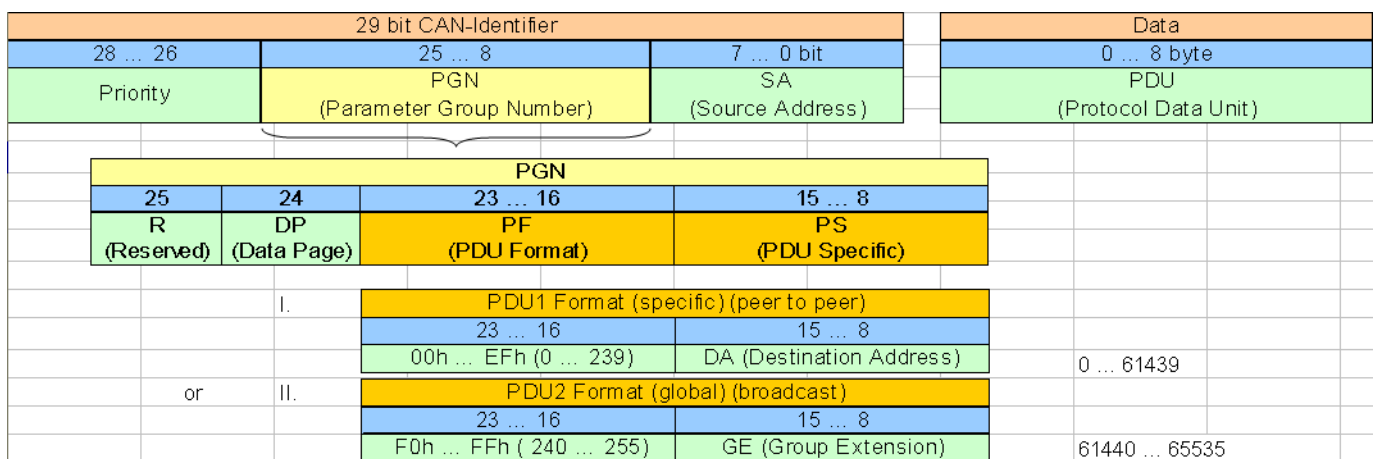 29 bit CAN-Identifier Data
28 ... 26 25 ... 8 7 ... 0 bit 0 ... 8 byte
Priority PGN SA PDU
(Parameter Group Number) (Source Address) (Protocol Data Unit)
PGN
25 24 23 ... 16 15 ... 8
R DP PF PS
(Reserved) (Data Page) (PDU Format) (PDU Specific)
I. PDU1 Format (specific) (peer to peer)
23 ... 16 15 ... 8
00h ... EFh (0 ... 239) DA (Destination Address) 0 ... 61439
or II. PDU2 Format (global) (broadcast)
23 ... 16 15 ... 8
F0h ... FFh ( 240 ... 255) GE (Group Extension) 61440 ... 65535